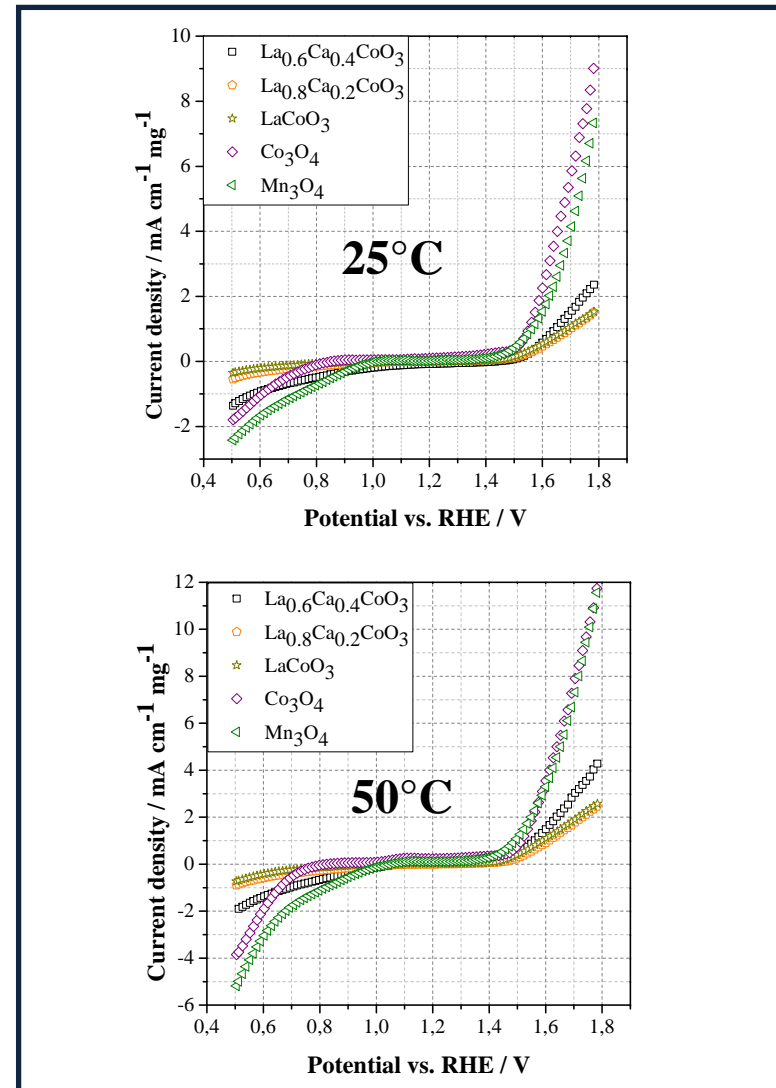 10
8
6
4
2
0
-2
La0.6Ca0.4CoO3
La0.8Ca0.2CoO3
LaCoO3
Co3O4
Mn3O4
25°C
Current density / mA cm-1 mg-1
0,4 0,6 0,8 1,0 1,2 1,4 1,6 1,8
Potential vs. RHE / V
12
10
8
6
4
2
0
-2
-4
-6
La0.6Ca0.4CoO3
La0.8Ca0.2CoO3
LaCoO3
Co3O4
Mn3O4
50°C
Current density / mA cm-1 mg-1
0,4 0,6 0,8 1,0 1,2 1,4 1,6 1,8
Potential vs. RHE / V